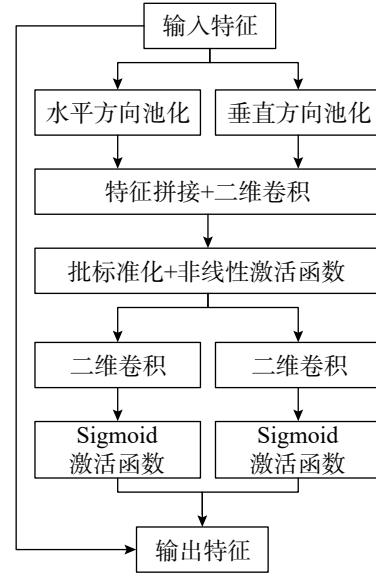 输入特征
水平方向池化
垂直方向池化
特征拼接+二维卷积
批标准化+非线性激活函数
二维卷积
二维卷积
Sigmoid
激活函数
Sigmoid
激活函数
输出特征